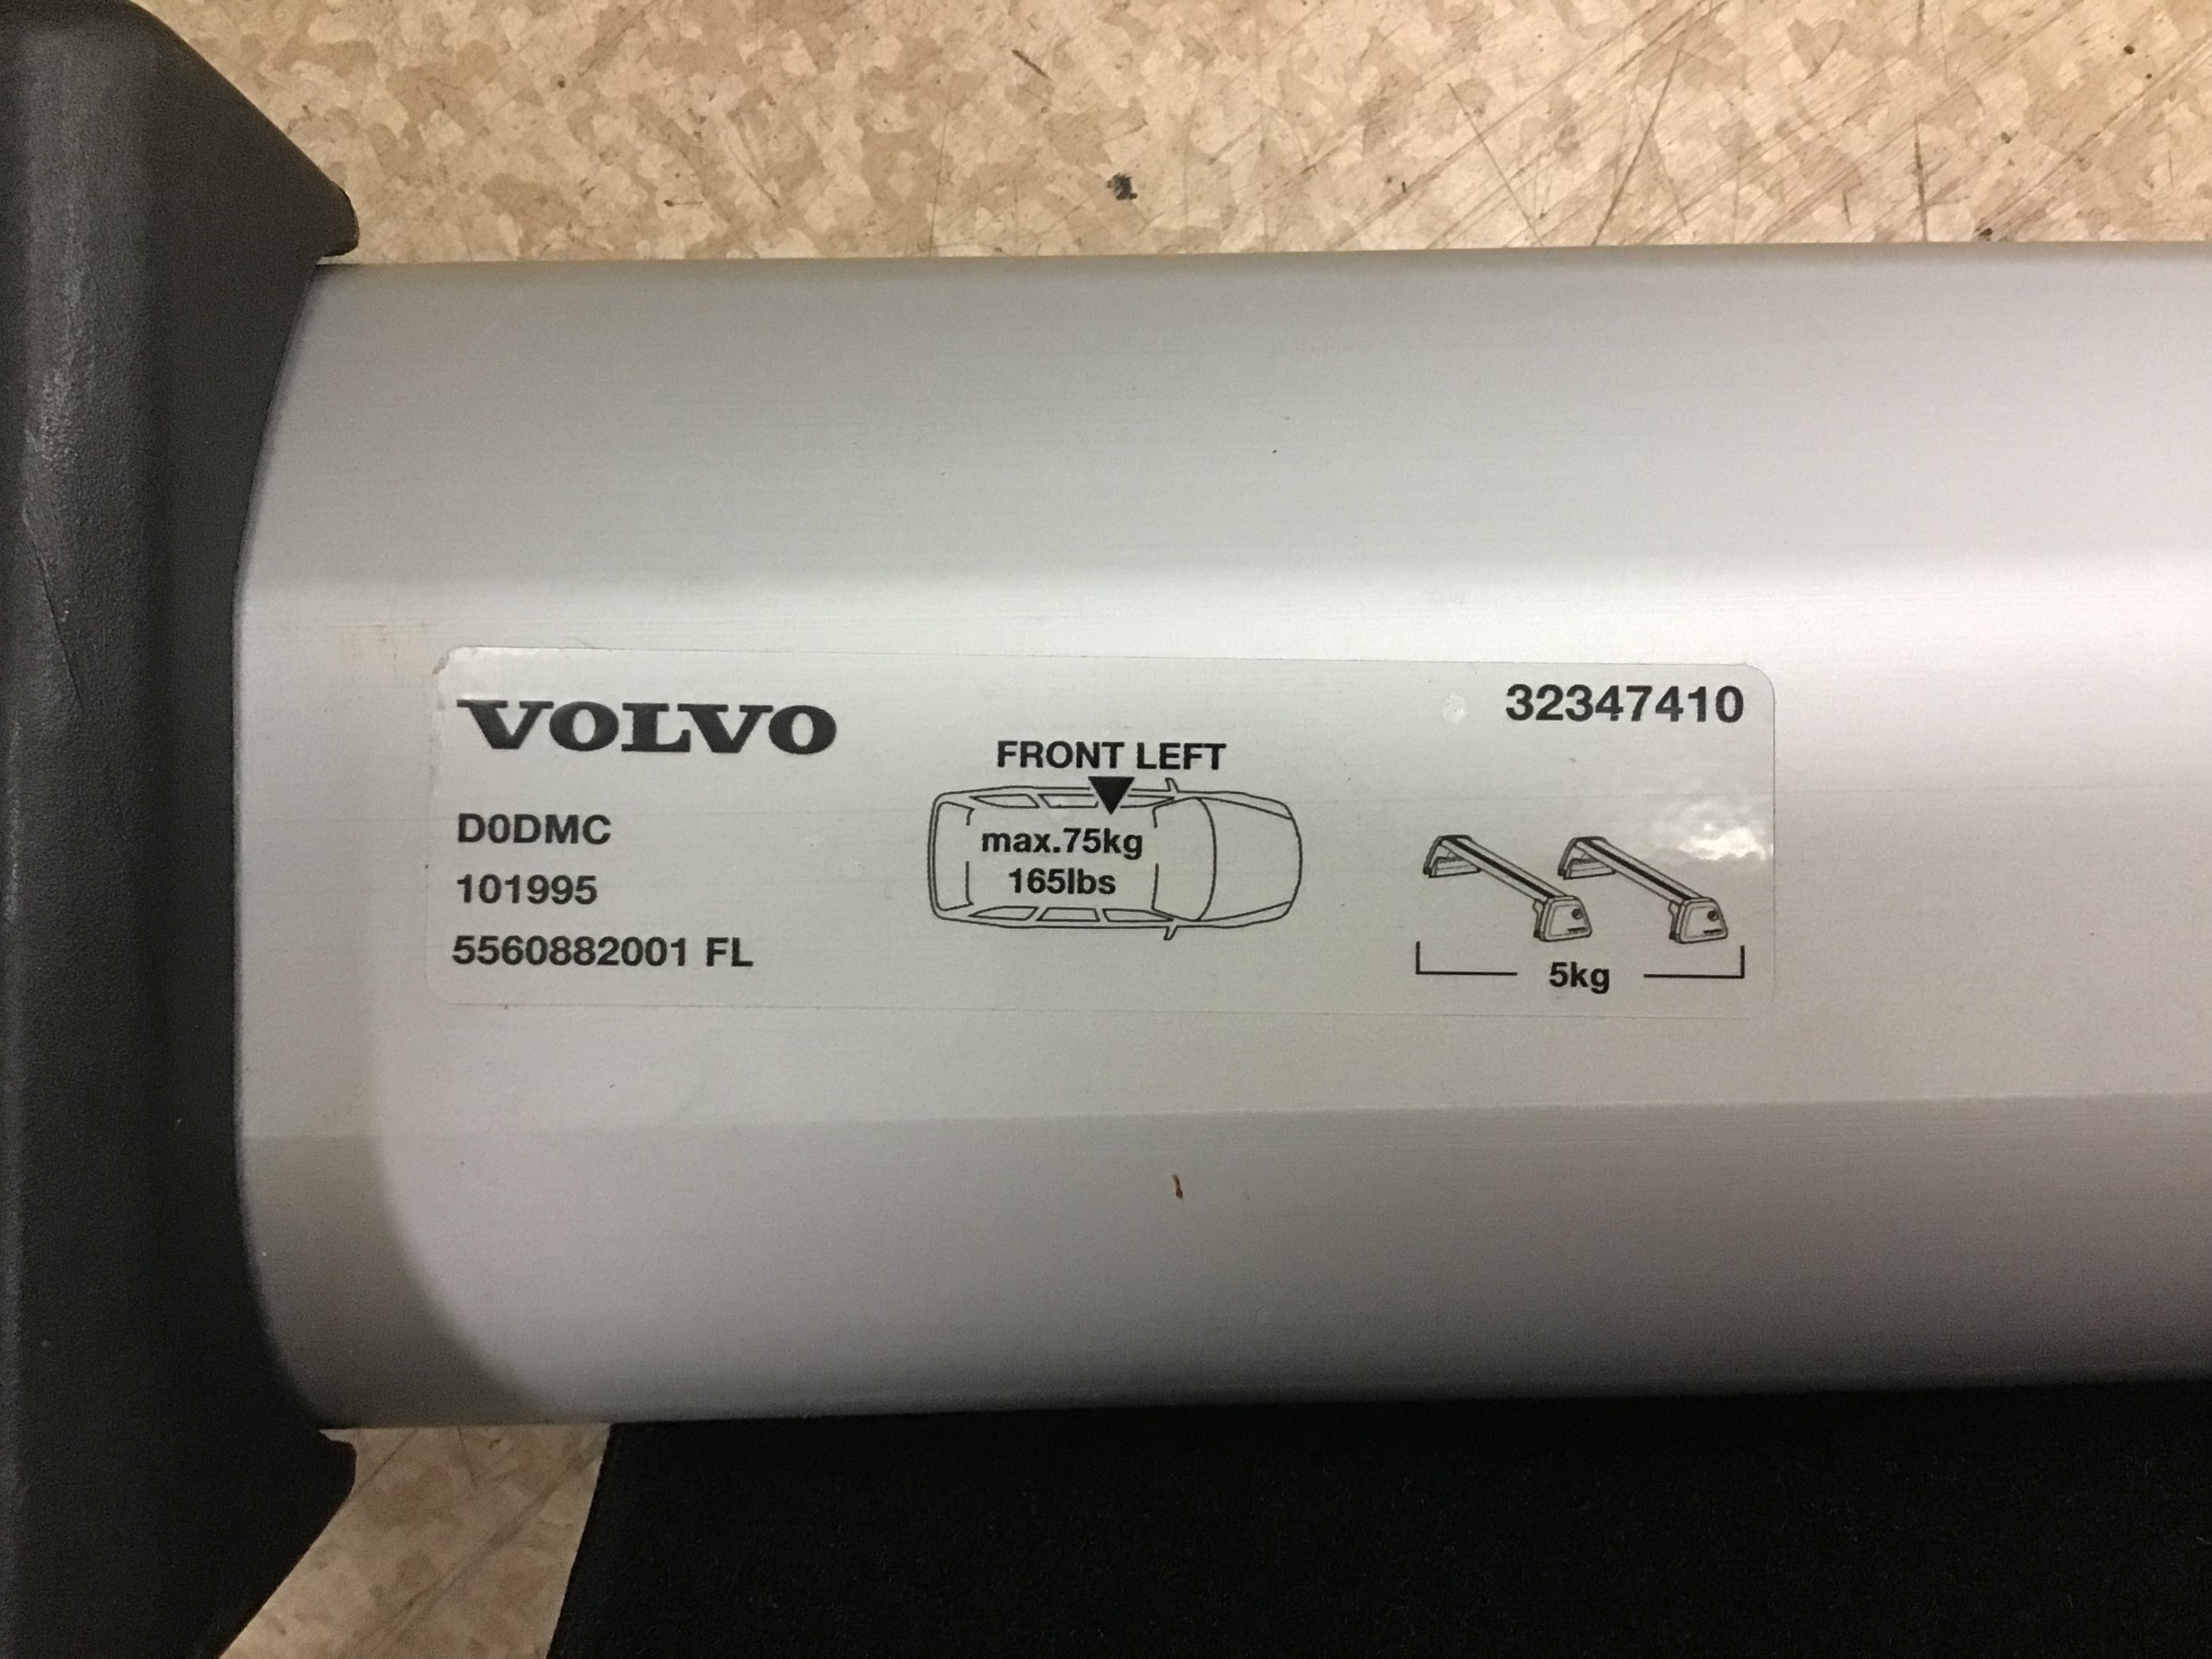 VOLVO
32347410
FRONT LEFT
D0DMC
max.75kg
101995
165lbs
5560882001 FL
5kg